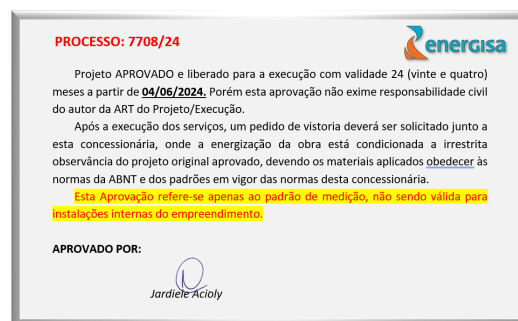 PROCESSO: 7708/24
energisa
Projeto APROVADO e liberado para a execução com validade 24 (vinte e quatro)
meses a partir de 04/06/2024. Porém esta aprovação não exime responsabilidade civil
do autor da ART do Projeto/Execução.
Após a execução dos serviços, um pedido de vistoria deverá ser solicitado junto a
esta concessionária, onde a energização da obra está condicionada a irrestrita
observância do projeto original aprovado, devendo os materiais aplicados obedecer às
normas da ABNT e dos padrões em vigor das normas desta concessionária.
Esta Aprovação refere-se apenas ao padrão de medição, não sendo válida para
instalações internas do empreendimento.
APROVADO POR:
Jardiele Acioly